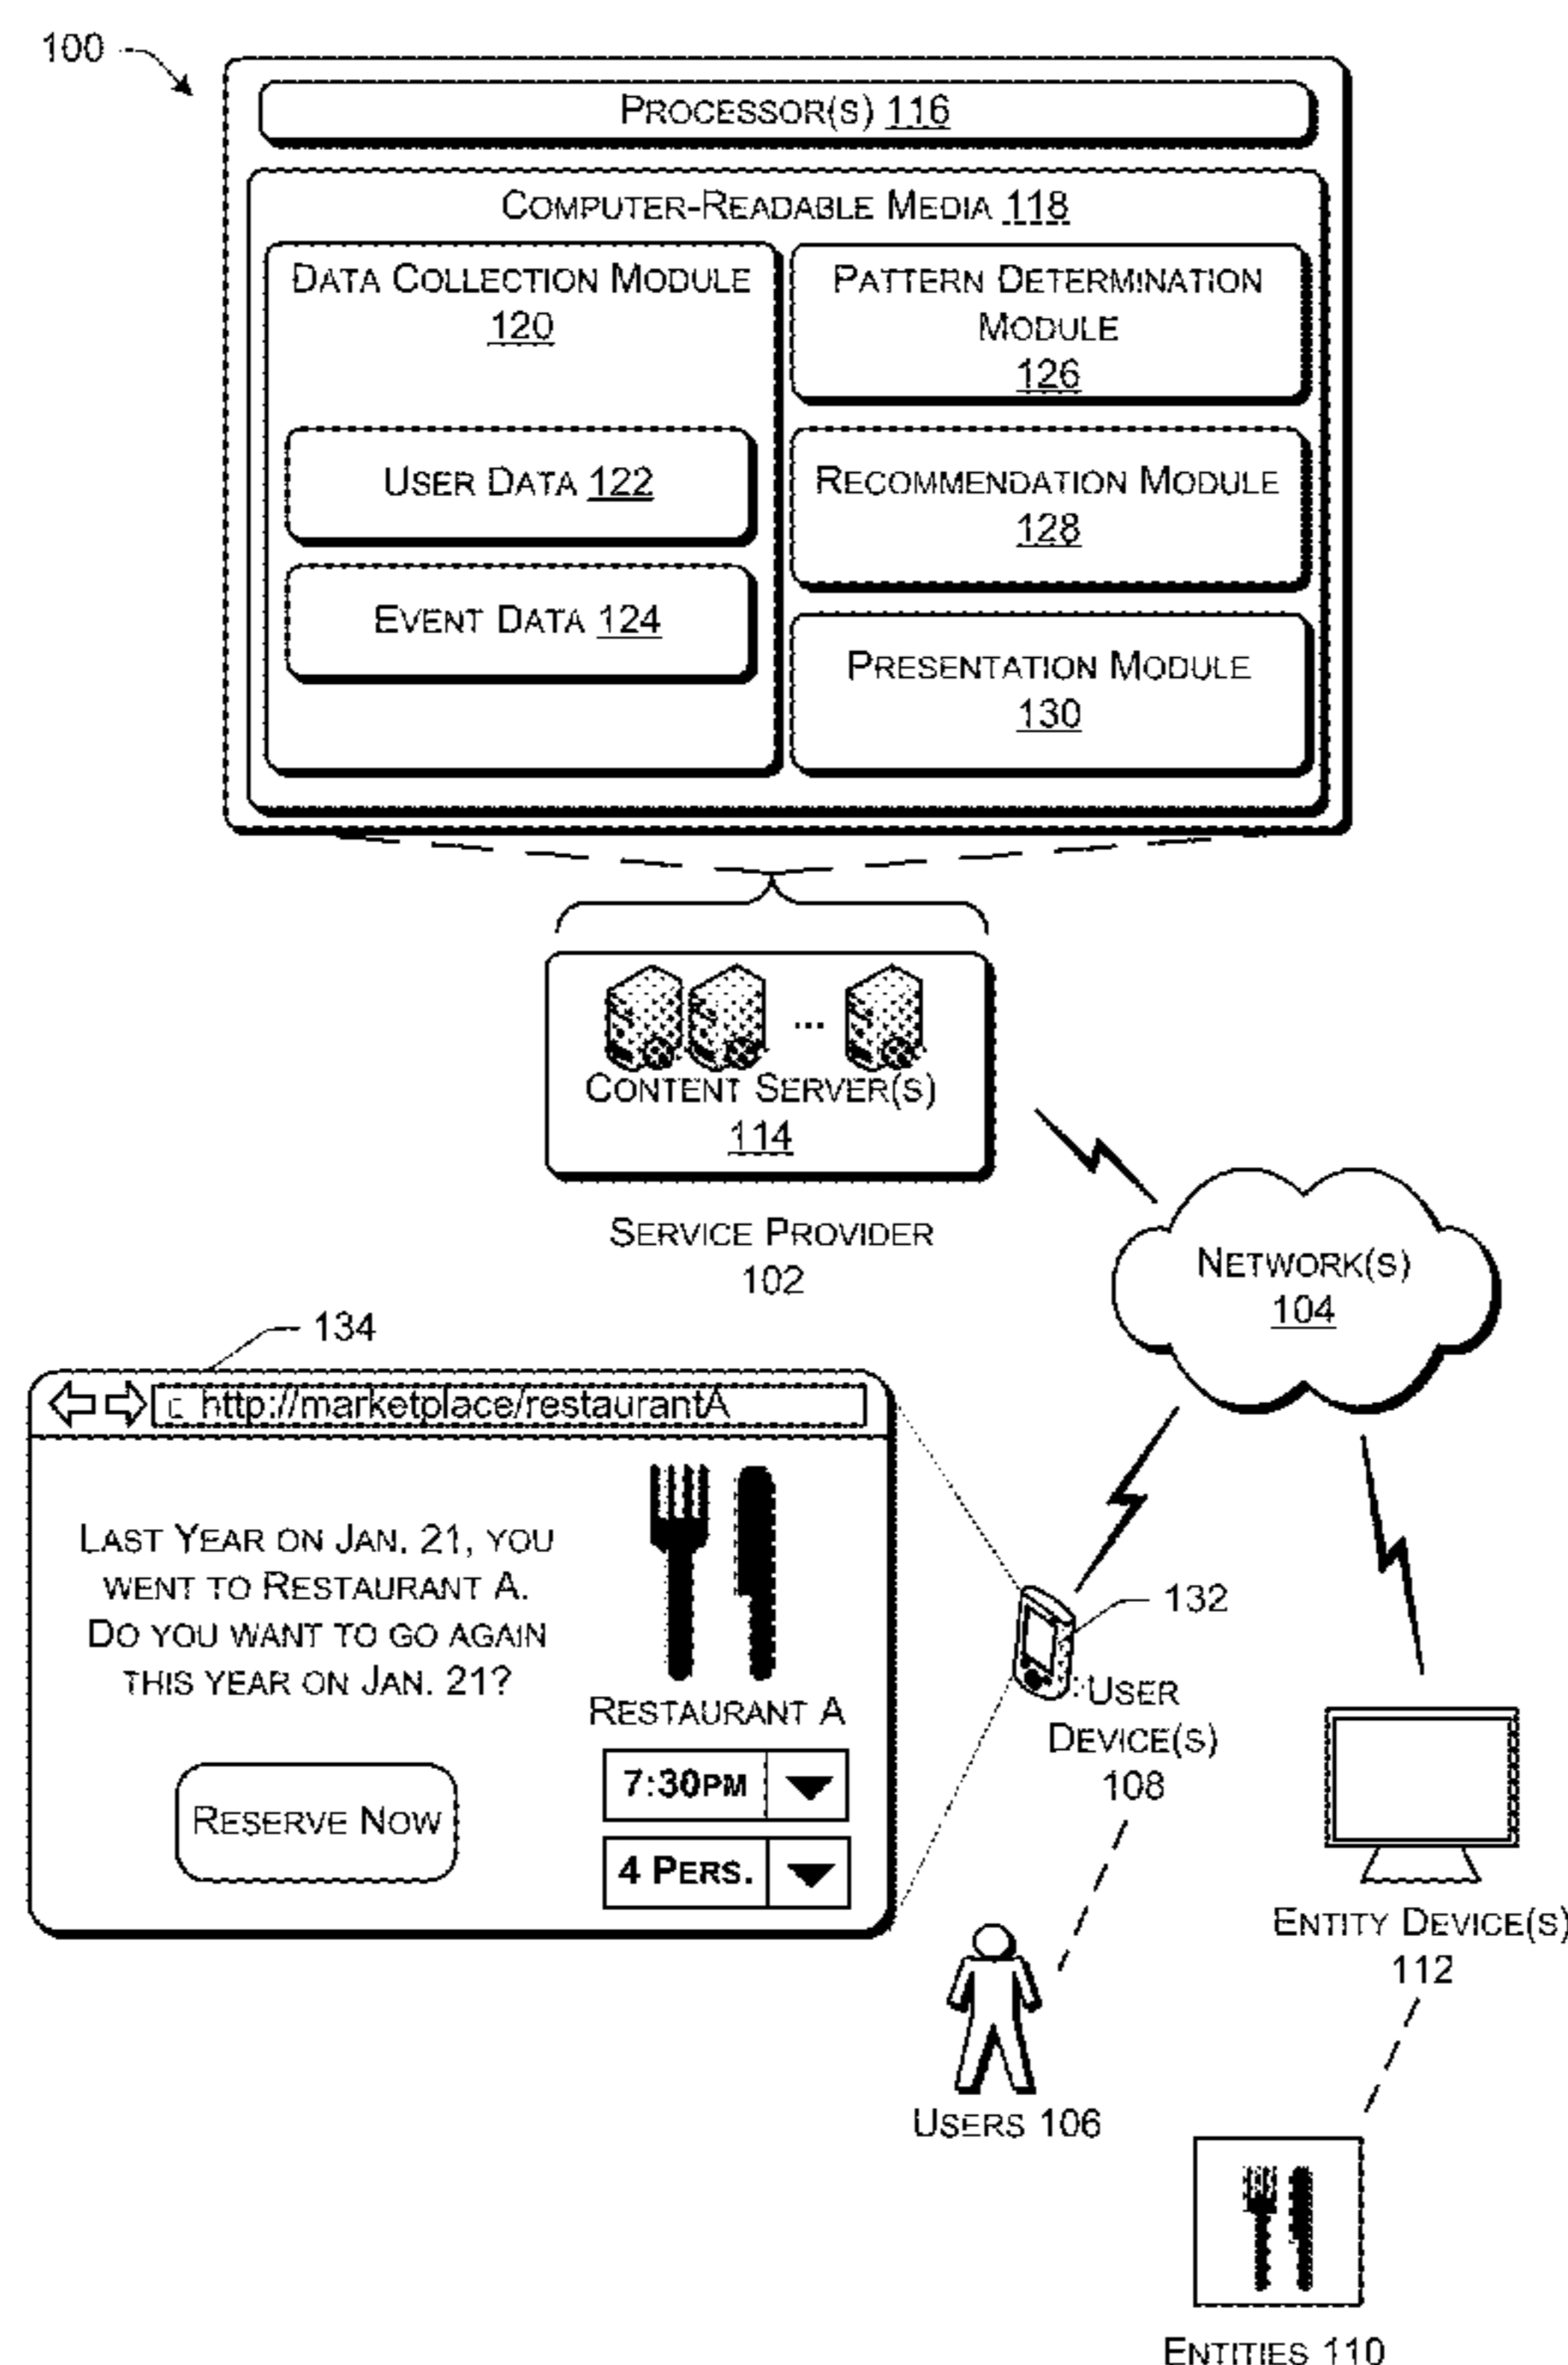 100
PROCESSOR(S) 116
COMPUTER-READABLE MEDIA 118
DATA COLLECTION MODULE
120
USER DATA 122
EVENT DATA 124
PATTERN DETERMINATION
MODULE
126
RECOMMENDATION MODULE
128
PRESENTATION MODULE
130
...
CONTENT SERVER(S)
114
SERVICE PROVIDER
102
NETWORK(S)
104
134
http://marketplace/restaurantA
LAST YEAR ON JAN. 21, YOU
WENT TO RESTAURANT A.
DO YOU WANT TO GO AGAIN
THIS YEAR ON JAN. 21?
RESERVE NOW
RESTAURANT A
7:30PM
4 PERS.
132
USER
DEVICE(S)
108
ENTITY DEVICE(S)
112
USERS 106
ENTITIES 110